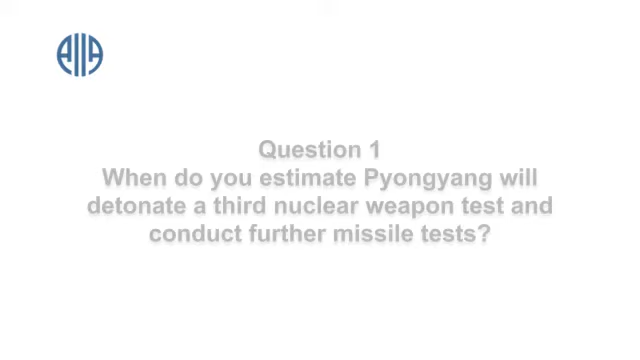 Question 1
When do you estimate Pyongyang will
detonate a third nuclear weapon test and
conduct further missile tests?